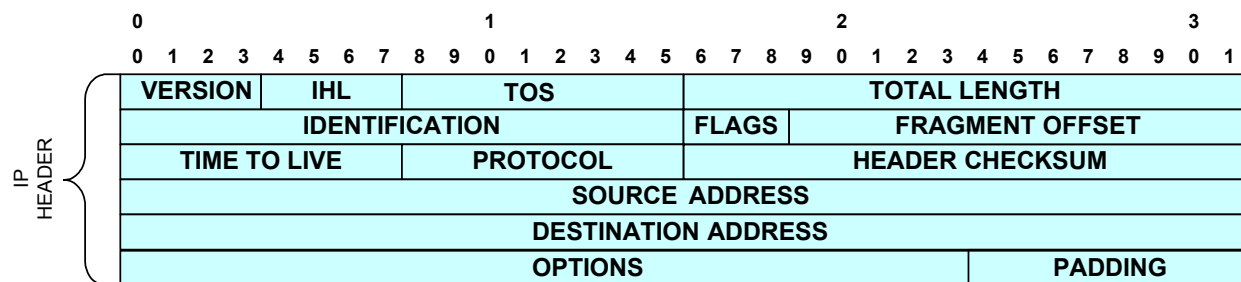 0 1 2 3
0 1 2 3 4 5 6 7 8 9 0 1 2 3 4 5 6 7 8 9 0 1 2 3 4 5 6 7 8 9 0 1
VERSION IHL TOS TOTAL LENGTH
IDENTIFICATION FLAGS FRAGMENT OFFSET
TIME TO LIVE PROTOCOL HEADER CHECKSUM
SOURCE ADDRESS
DESTINATION ADDRESS
OPTIONS PADDING
IP
HEADER